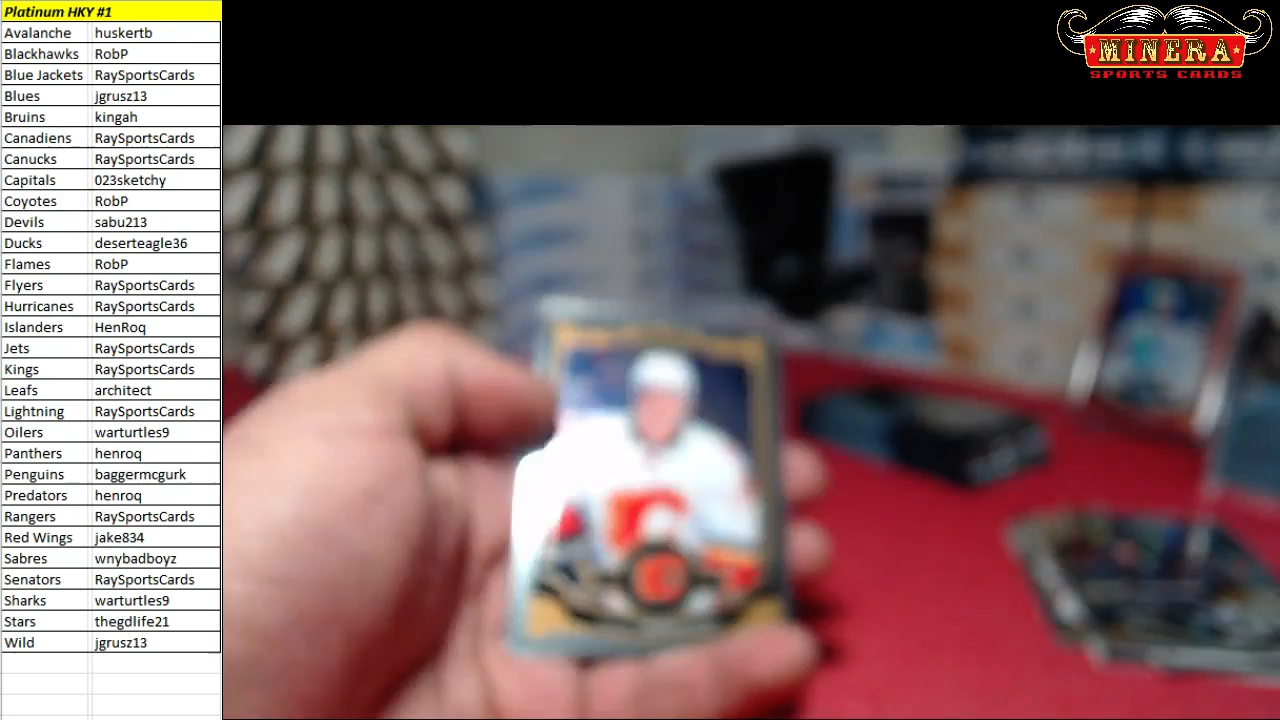 Platinum HKY #1
Avalanche huskertb
Blackhawks RobP
Blue Jackets RaySportsCards
Blues jgrusz13
Bruins kingah
Canadiens RaySportsCards
Canucks RaySportsCards
Capitals 023sketchy
Coyotes RobP
Devils sabu213
Ducks deserteagle36
Flames RobP
Flyers RaySportsCards
Hurricanes RaySportsCards
Islanders HenRoq
Jets RaySportsCards
Kings RaySportsCards
Leafs architect
Lightning RaySportsCards
Oilers warturtles9
Panthers henroq
Penguins baggermcgurk
Predators henroq
Rangers RaySportsCards
Red Wings jake834
Sabres wnybadboyz
Senators RaySportsCards
Sharks warturtles9
Stars thegdlife21
Wild jgrusz13
MINERA
SPORTS CARDS